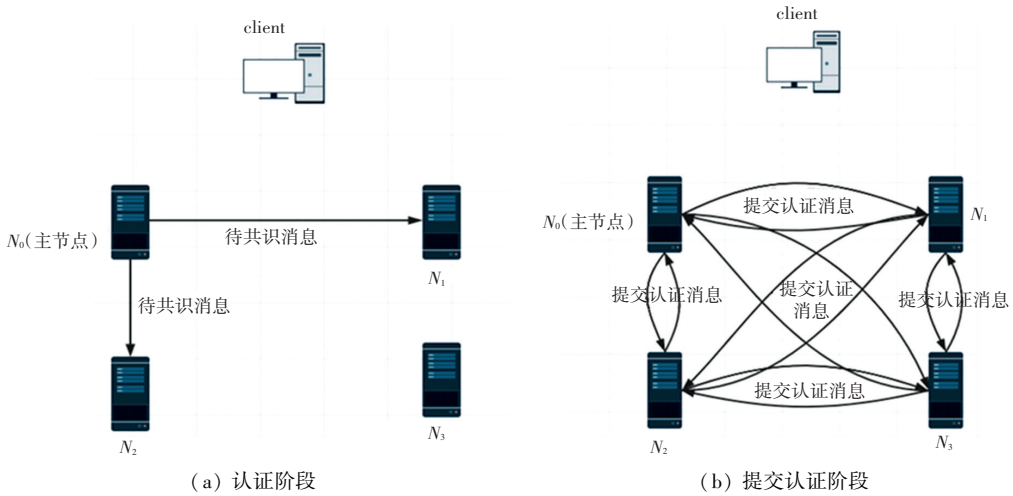 client
N₀(主节点)
待共识消息
N₁
待共识消息
N₂
N₃
(a) 认证阶段
client
N₀(主节点)
提交认证消息
N₁
提交认证消息
提交认证
消息
提交认证消息
提交认证消息
N₂
N₃
(b) 提交认证阶段